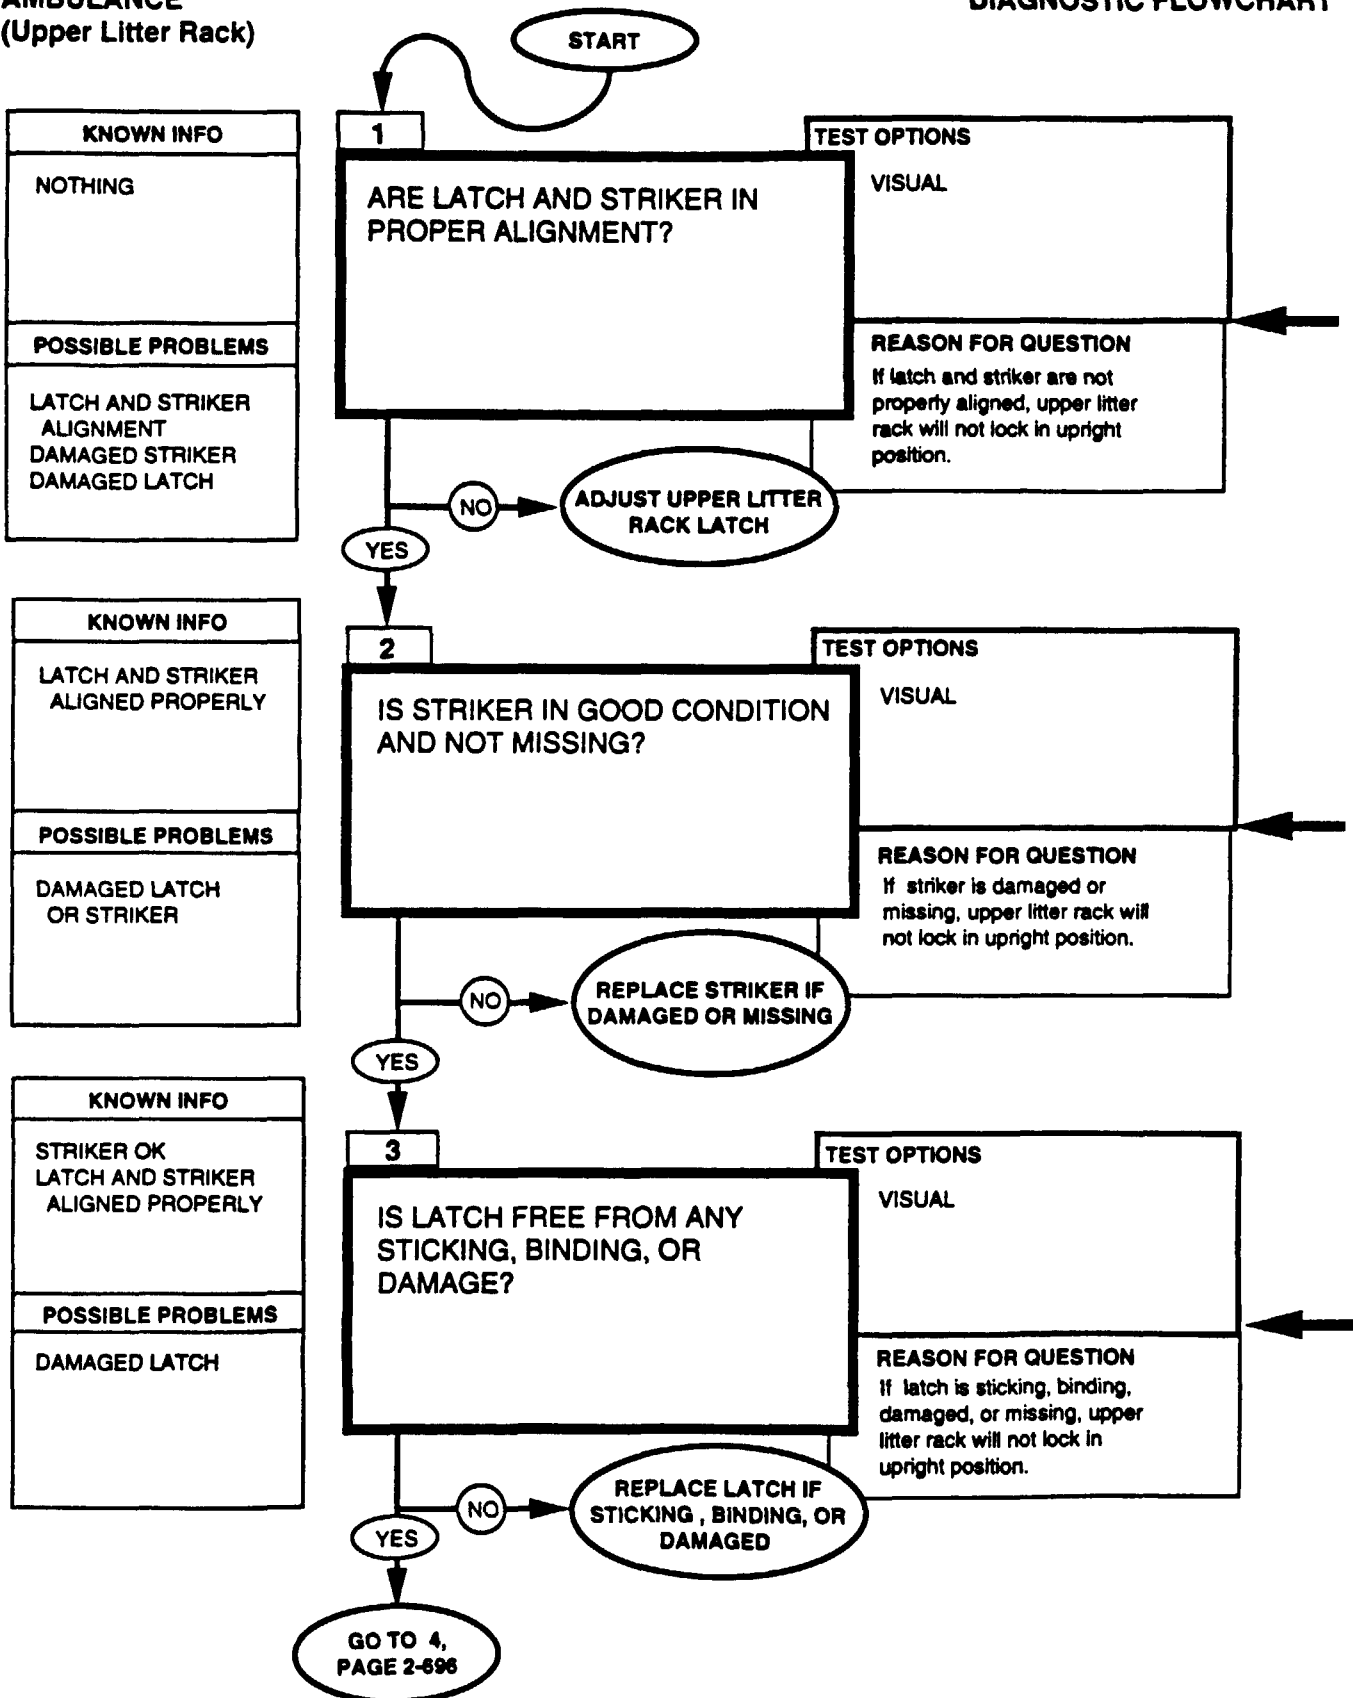 AMBULANCE
(Upper Litter Rack)
DIAGNOSTIC FLOWCHART
START
KNOWN INFO
NOTHING
POSSIBLE PROBLEMS
LATCH AND STRIKER
ALIGNMENT
DAMAGED STRIKER
DAMAGED LATCH
1
ARE LATCH AND STRIKER IN
PROPER ALIGNMENT?
TEST OPTIONS
VISUAL
REASON FOR QUESTION
If latch and striker are not
properly aligned, upper litter
rack will not lock in upright
position.
NO
ADJUST UPPER LITTER
RACK LATCH
YES
KNOWN INFO
LATCH AND STRIKER
ALIGNED PROPERLY
POSSIBLE PROBLEMS
DAMAGED LATCH
OR STRIKER
2
IS STRIKER IN GOOD CONDITION
AND NOT MISSING?
TEST OPTIONS
VISUAL
REASON FOR QUESTION
If striker is damaged or
missing, upper litter rack will
not lock in upright position.
NO
REPLACE STRIKER IF
DAMAGED OR MISSING
YES
KNOWN INFO
STRIKER OK
LATCH AND STRIKER
ALIGNED PROPERLY
POSSIBLE PROBLEMS
DAMAGED LATCH
3
IS LATCH FREE FROM ANY
STICKING, BINDING, OR
DAMAGE?
TEST OPTIONS
VISUAL
REASON FOR QUESTION
If latch is sticking, binding,
damaged, or missing, upper
litter rack will not lock in
upright position.
NO
REPLACE LATCH IF
STICKING , BINDING, OR
DAMAGED
YES
GO TO 4,
PAGE 2-696